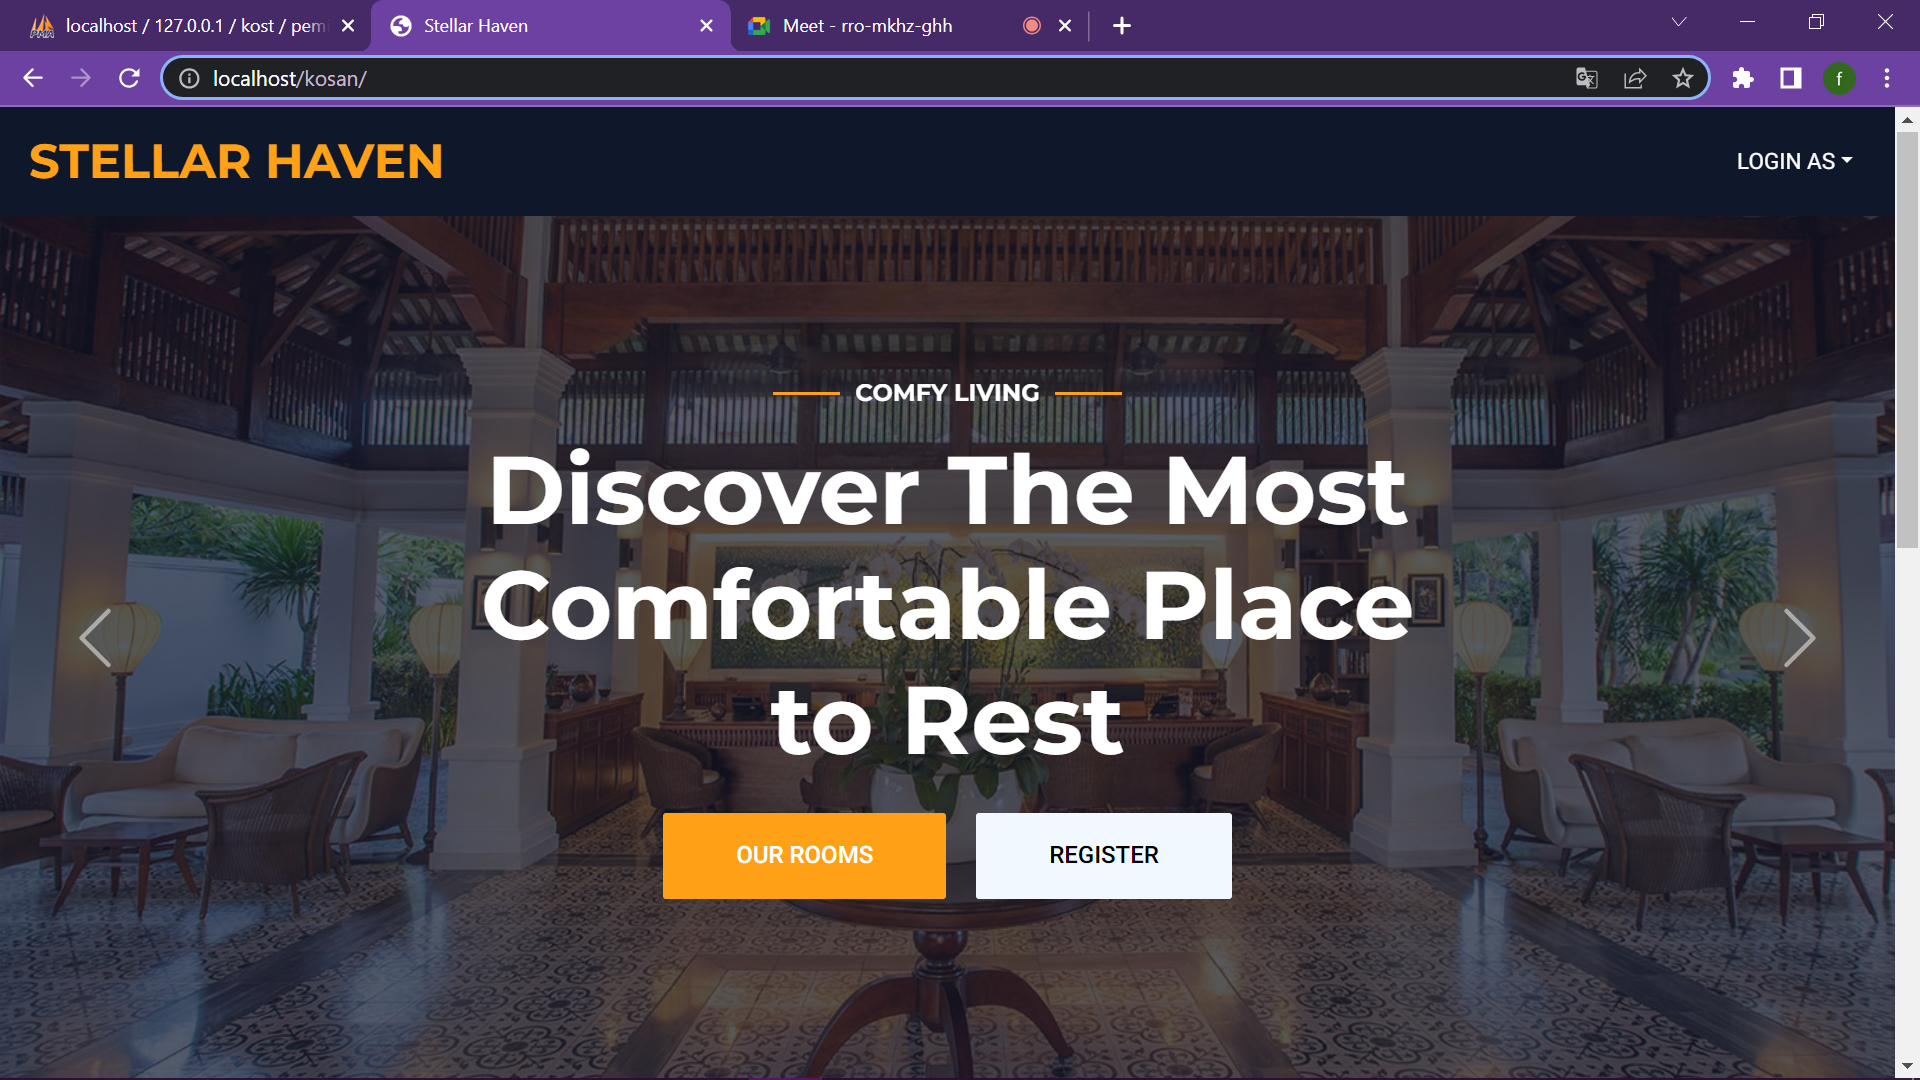 localhost / 127.0.0.1 / kost / pem
Stellar Haven
Meet - rro-mkhz-ghh
localhost/kosan/
f
STELLAR HAVEN
LOGIN AS
COMFY LIVING
Discover The Most
Comfortable Place
to Rest
OUR ROOMS
REGISTER